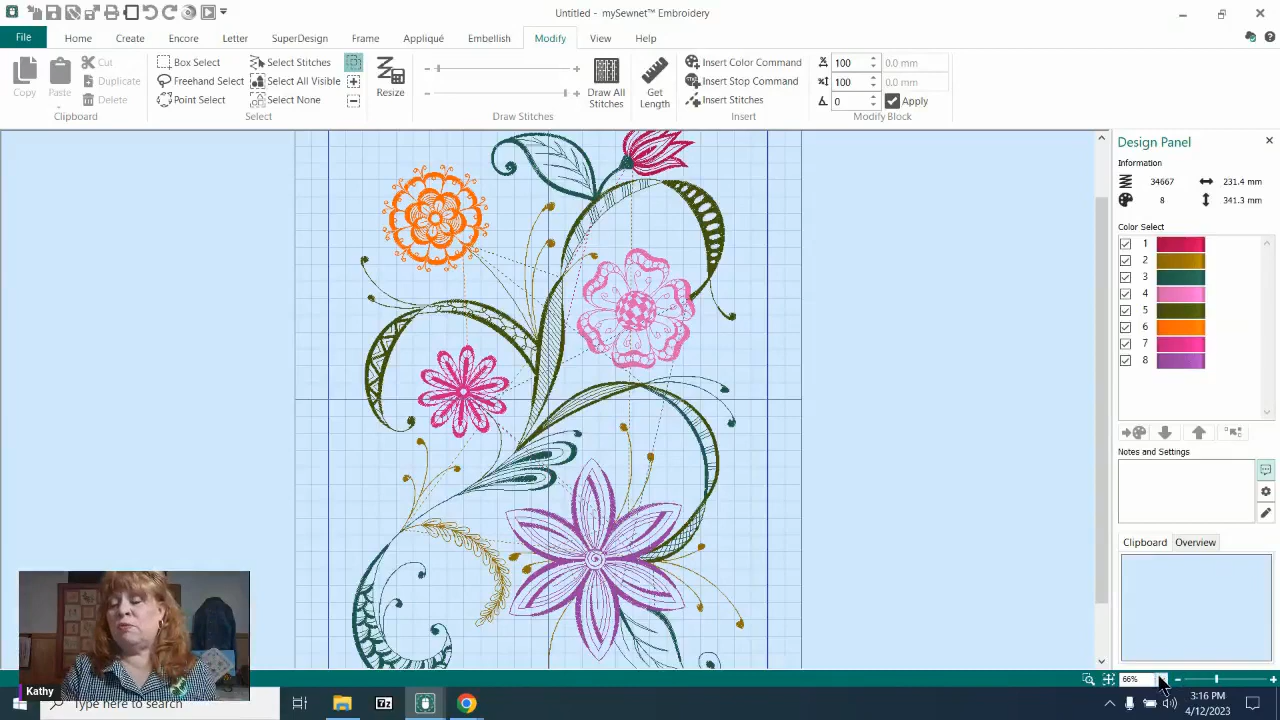 Untitled - mySewnet™ Embroidery
File Home Create Encore Letter SuperDesign Frame Appliqué Embellish Modify View Help
Copy Paste Cut Box Select Select Stitches Resize Draw All Stitches Get Length Insert Color Command 100 0.0 mm
Duplicate Freehand Select Select All Visible Insert Stop Command 100 0.0 mm
Delete Point Select Select None Insert Stitches 0 Apply
Clipboard Select Draw Stitches Insert Modify Block
Design Panel
Information
34667 231.4 mm
8 341.3 mm
Color Select
1
2
3
4
5
6
7
8
Notes and Settings
Clipboard Overview
66%
Kathy
Type here to search
7z
3:16 PM
4/12/2023